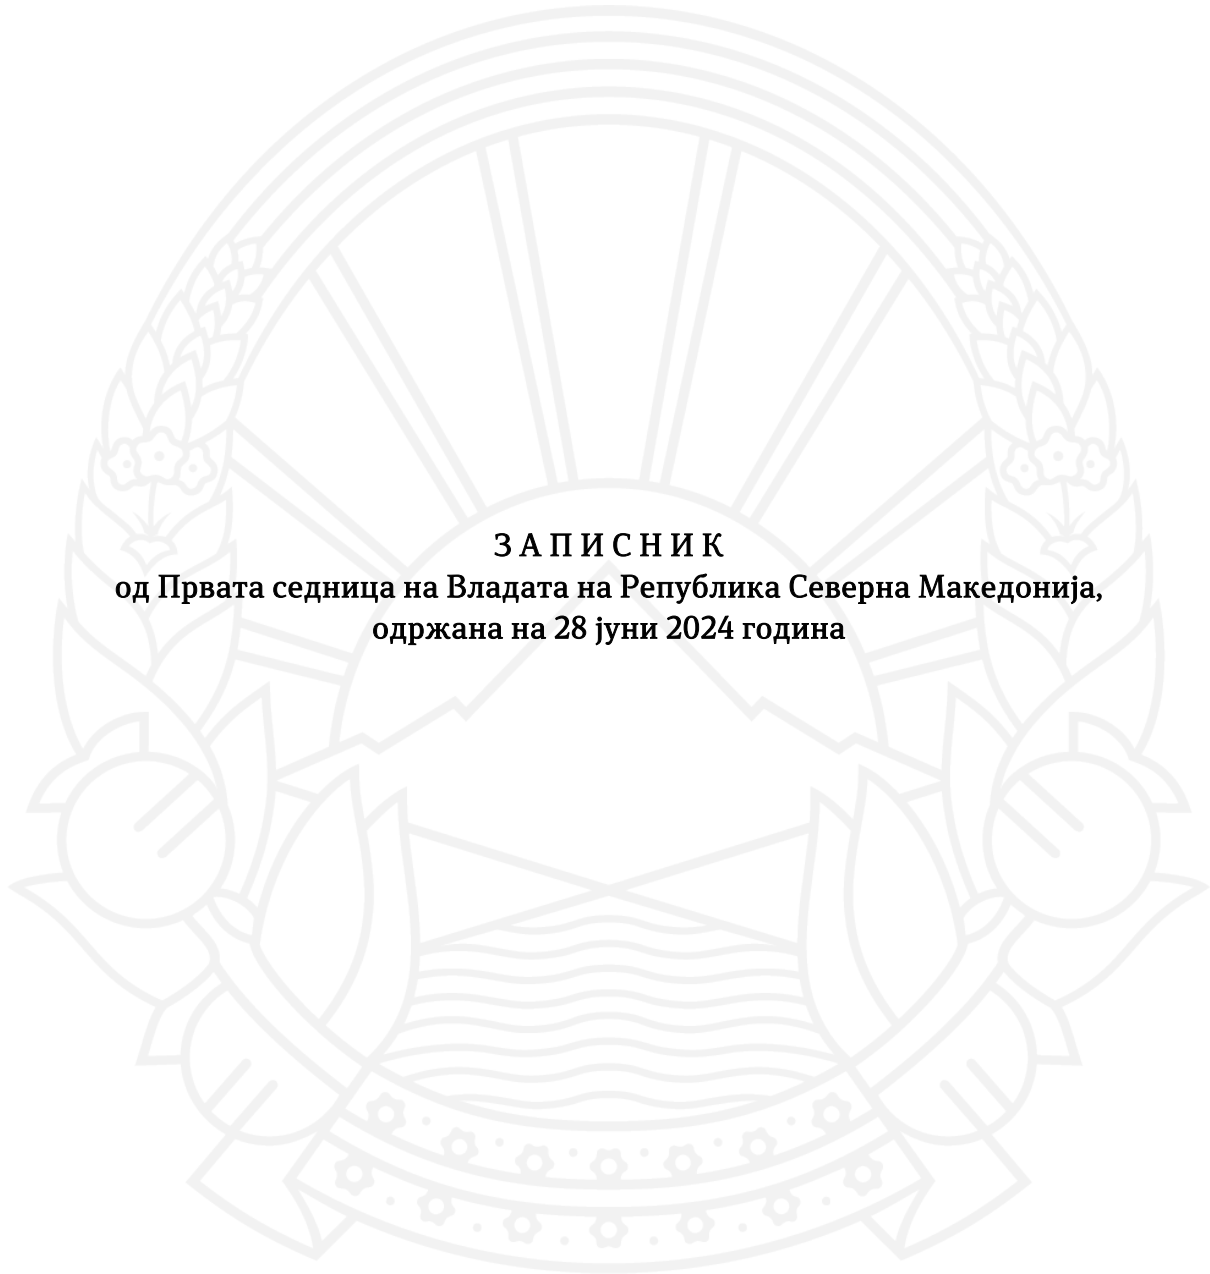 З А П И С Н И К
од Првата седница на Владата на Република Северна Македонија,
одржана на 28 јуни 2024 година